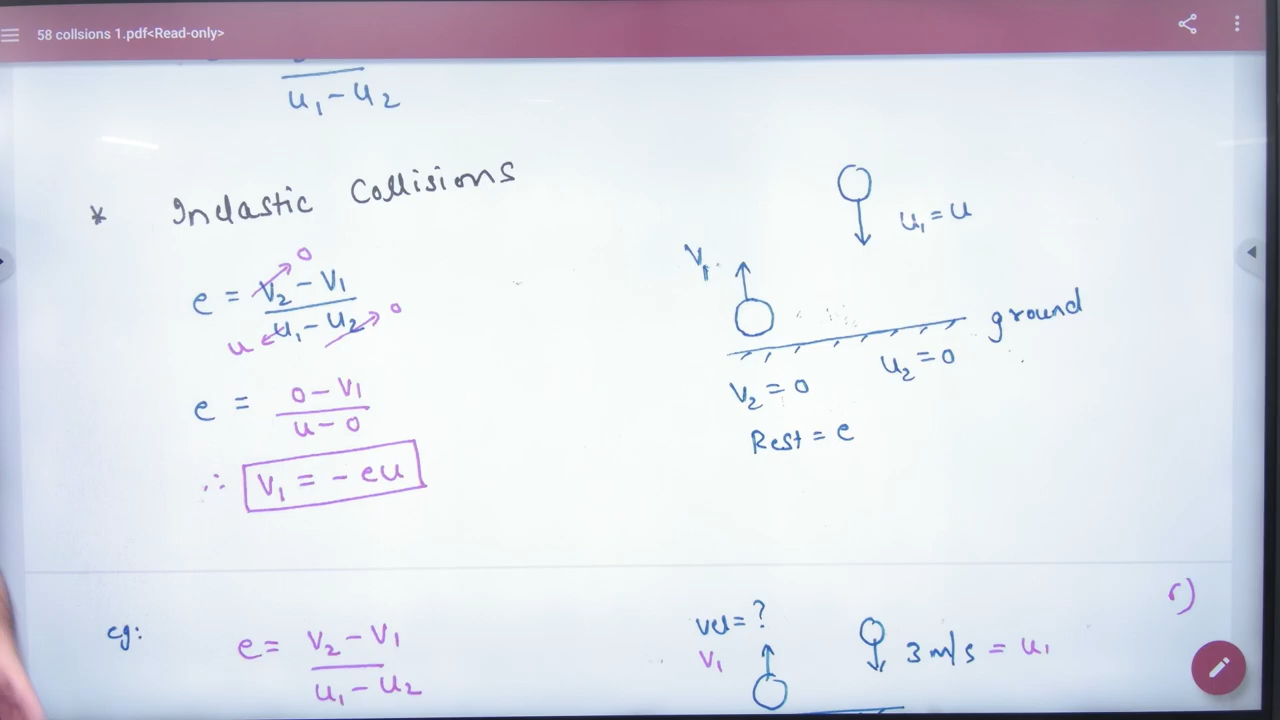 58 collsions 1.pdf<Read-only>
u₁ - u₂
* Inelastic Collisions
u₁ = u
V₁
e = V₂ - V₁ / u₁ - u₂
0
0
u
ground
u₂ = 0
V₂ = 0
e = 0 - V₁ / u - 0
Rest = e
∴ V₁ = - eu
eg:
e = V₂ - V₁ / u₁ - u₂
vel = ?
V₁
3 m/s = u₁